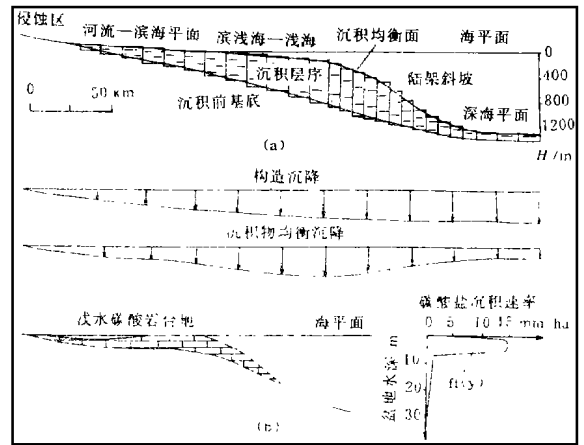 侵蚀区
河流—滨海平面 滨浅海—浅海 沉积均衡面 海平面
0
沉积层序 陆架斜坡 400
0 50 km 沉积前基底 800
深海平面
1200
(a) H/m
构造沉降
沉积物均衡沉降
碳酸盐沉积速率
浅水碳酸岩台地 海平面 0 5 10 15 mm ha
盆地水深 m
10
f1(y)
20
30
(b)